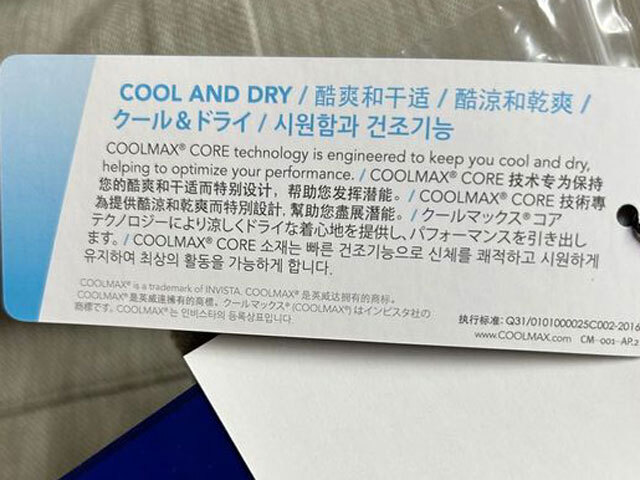 COOL AND DRY / 酷爽和干适 / 酷涼和乾爽 /
クール＆ドライ / 시원함과 건조기능
COOLMAX® CORE technology is engineered to keep you cool and dry,
helping to optimize your performance. / COOLMAX® CORE 技术专为保持
您的酷爽和干适而特别设计，帮助您发挥潜能。/ COOLMAX® CORE 技術專
為提供酷涼和乾爽而特別設計, 幫助您盡展潛能。/ クールマックス® コア
テクノロジーにより涼しくドライな着心地を提供し、パフォーマンスを引き出し
ます。/ COOLMAX® CORE 소재는 빠른 건조기능으로 신체를 쾌적하고 시원하게
유지하여 최상의 활동을 가능하게 합니다.
COOLMAX® is a trademark of INVISTA. COOLMAX® 是英威达拥有的商标。
COOLMAX® 是英威達擁有的商標。クールマックス® (COOLMAX®) はインビスタ社の
商標です。COOLMAX® 는 인비스타의 등록상표입니다.
执行标准: Q31/0101000025C002-2016
www.COOLMAX.com CM-001-AP.2